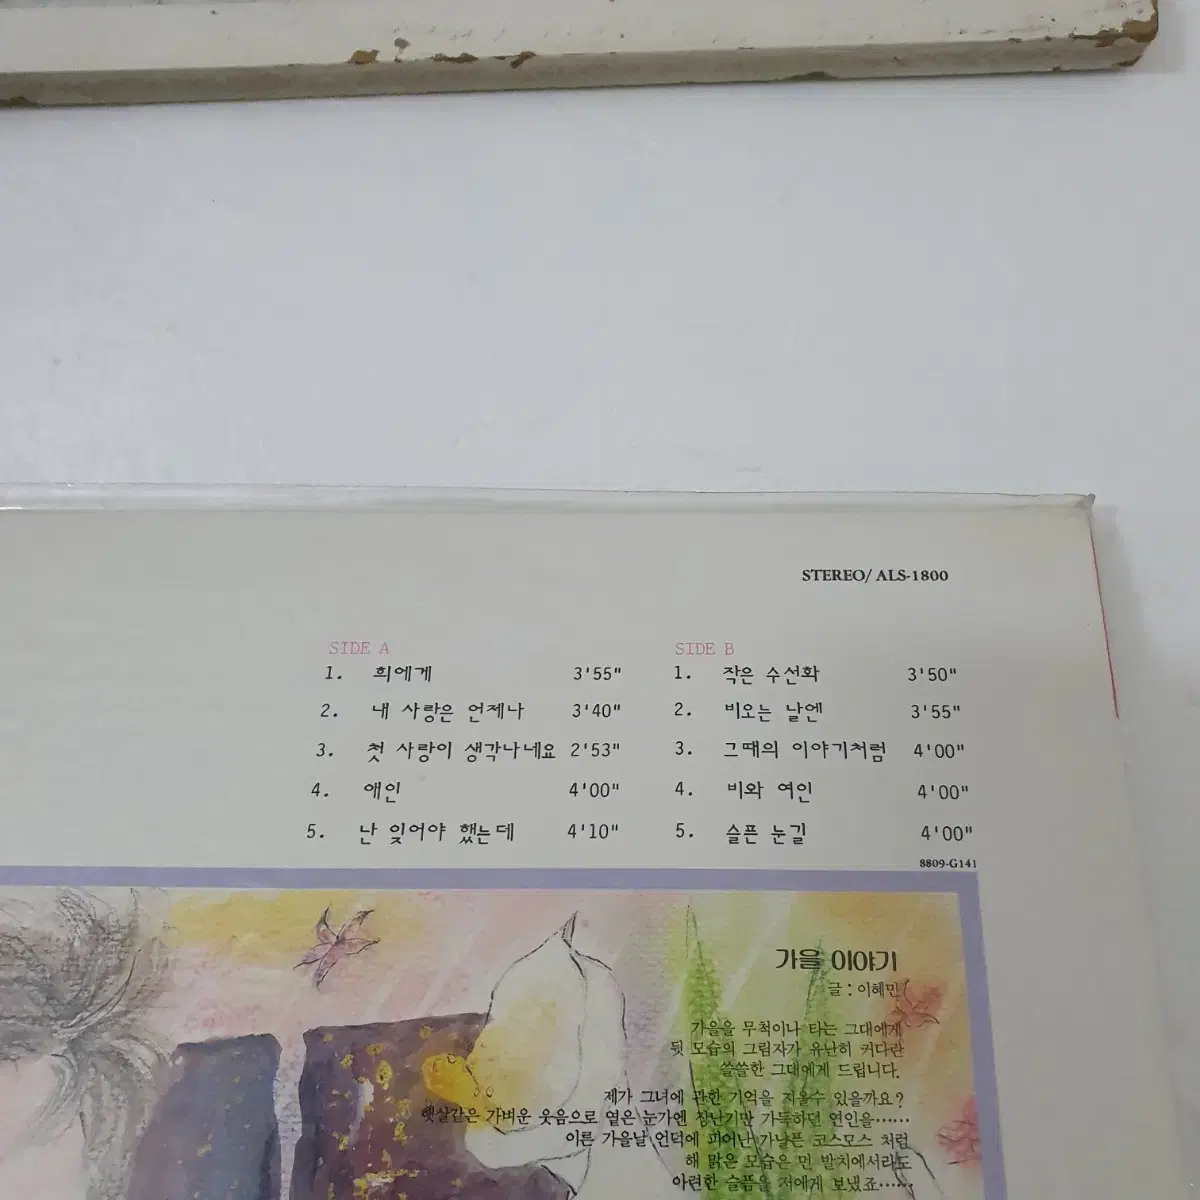 STEREO/ ALS-1800
SIDE A
1. 희에게 3'55"
2. 내 사랑은 언제나 3'40"
3. 첫 사랑이 생각나네요 2'53"
4. 애인 4'00"
5. 난 잊어야 했는데 4'10"
SIDE B
1. 작은 수선화 3'50"
2. 비오는 날엔 3'55"
3. 그때의 이야기처럼 4'00"
4. 비와 여인 4'00"
5. 슬픈 눈길 4'00"
8809-G141
가을 이야기
글 : 이혜민
가을을 무척이나 타는 그대에게
뒷 모습의 그림자가 유난히 커다란
쓸쓸한 그대에게 드립니다.
제가 그녀에 관한 기억을 지울수 있을까요?
햇살같은 가벼운 웃음으로 옅은 눈가엔 장난기만 가득하던 연인을……
이른 가을날 언덕에 피어난 가냘픈 코스모스 처럼
해 맑은 모습은 먼 발치에서라도
아련한 슬픔을 저에게 보냈죠……